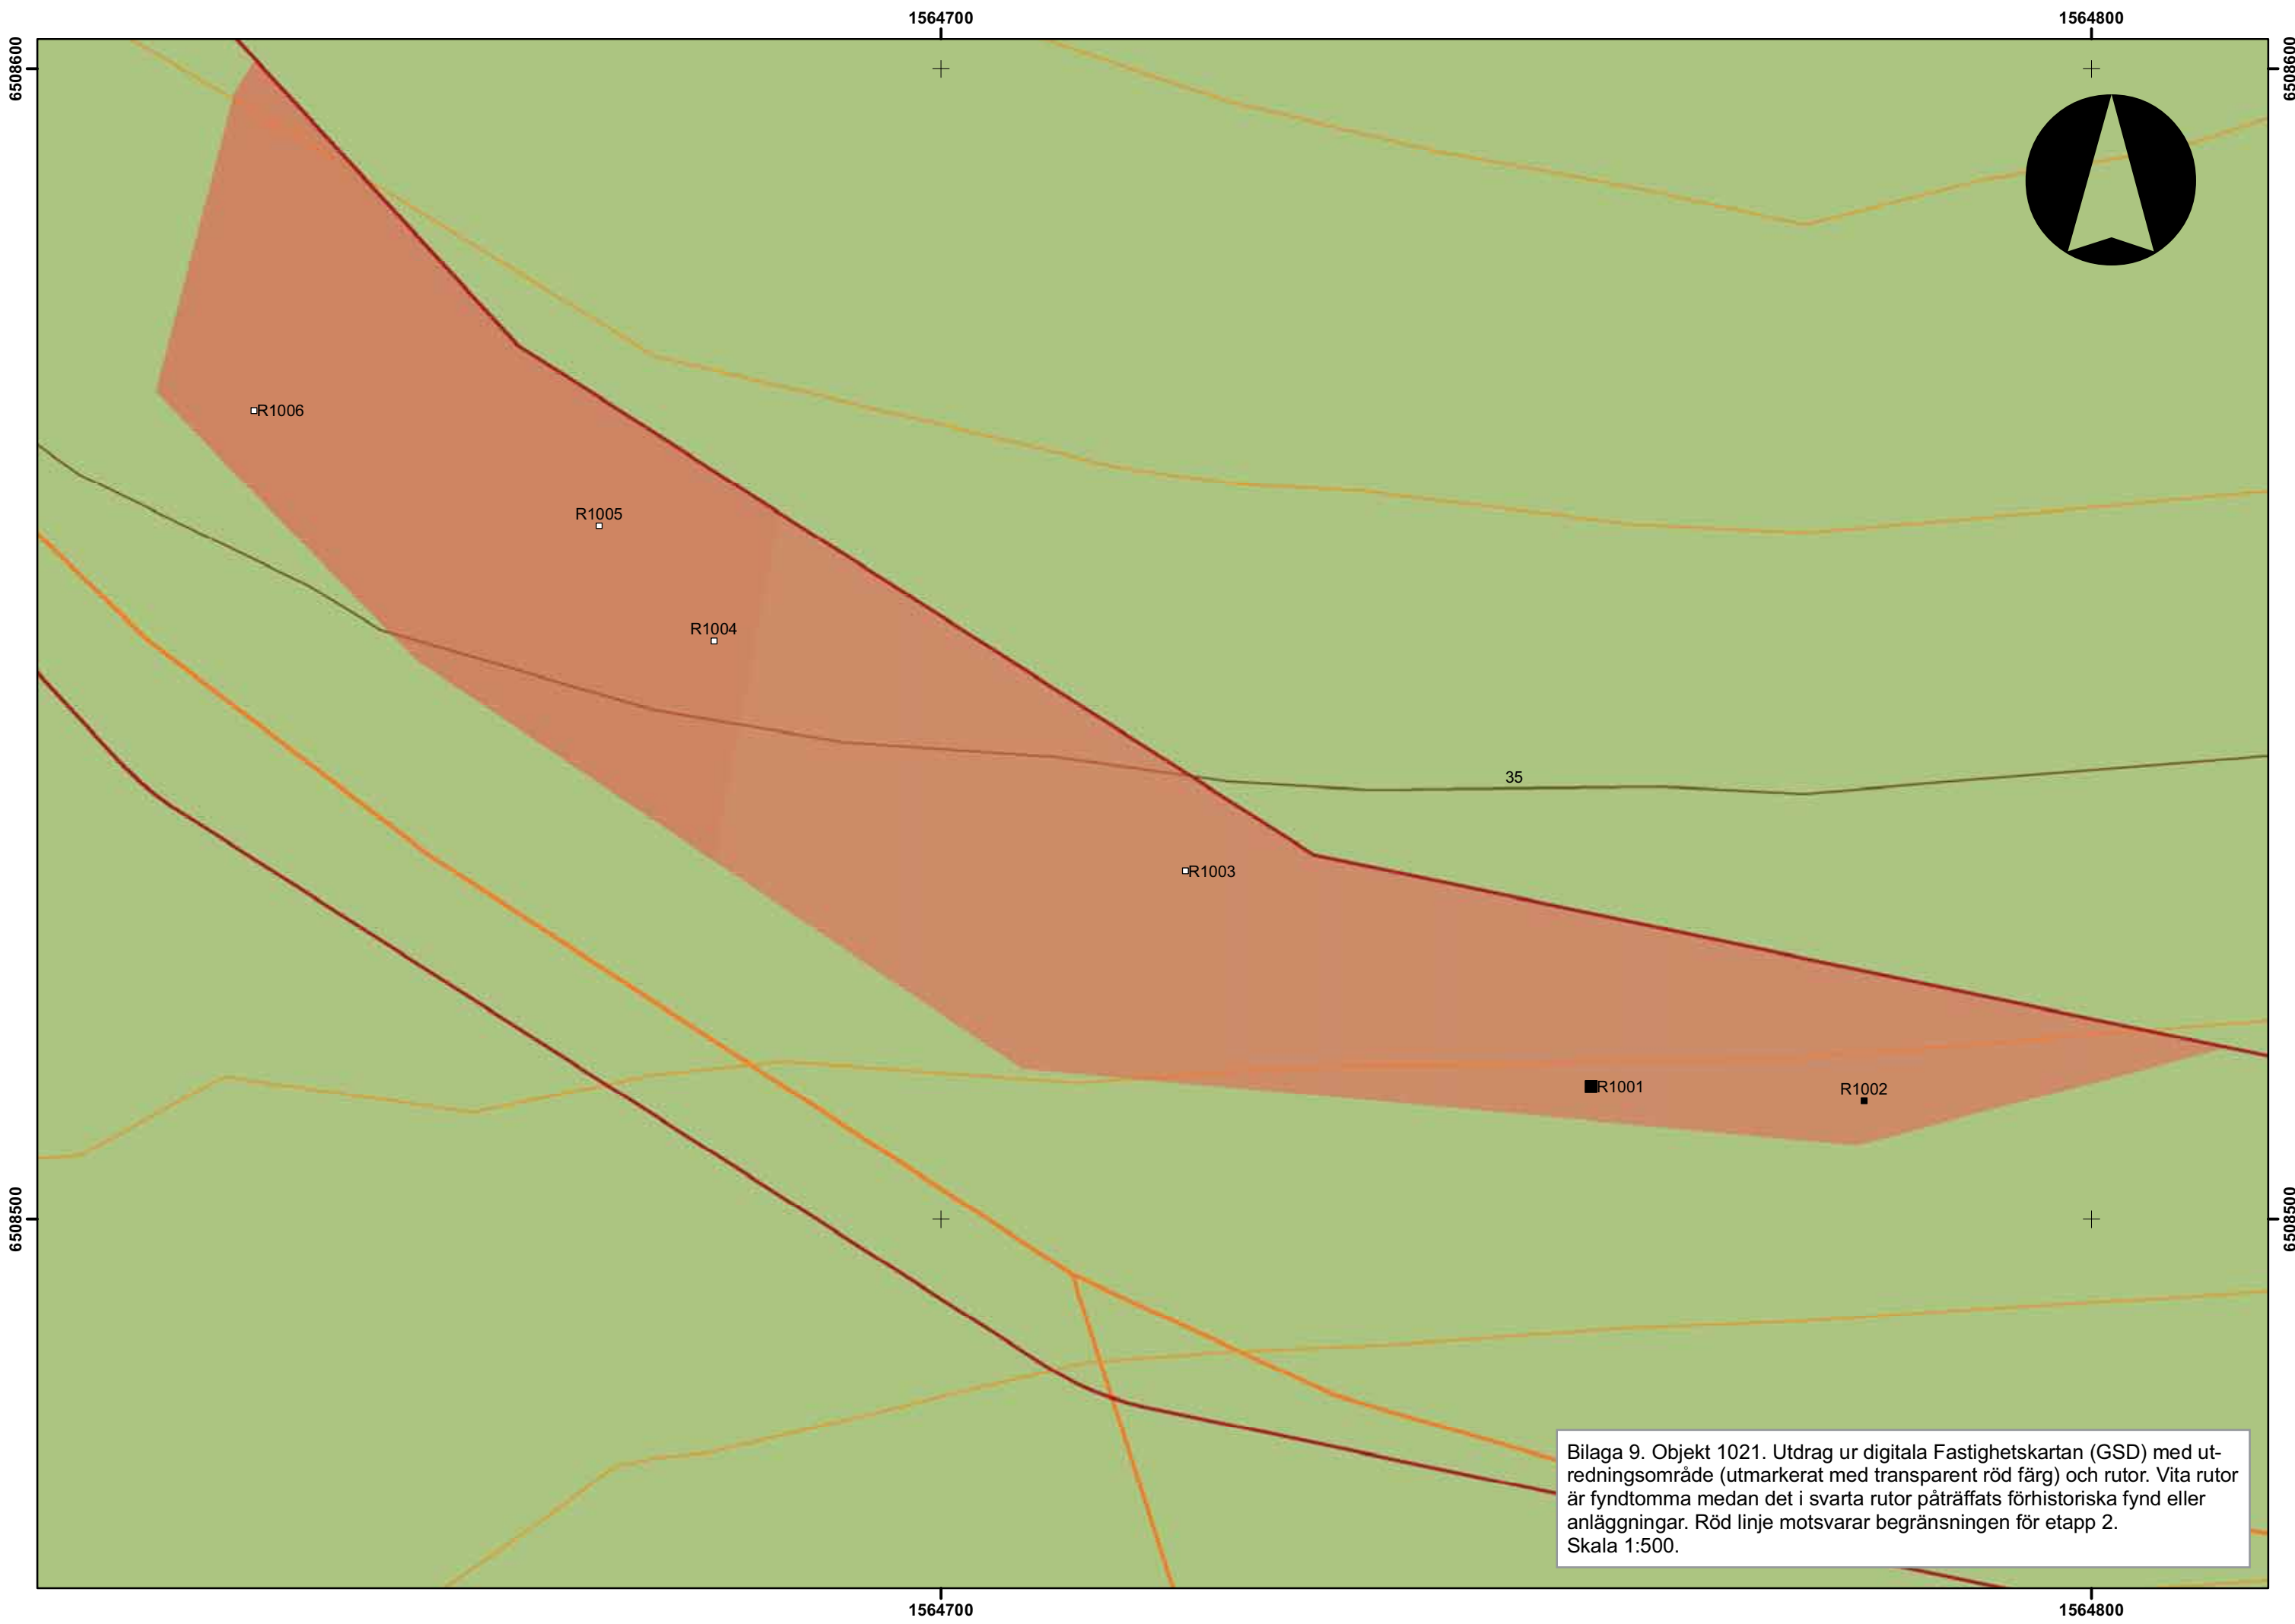 1564700
1564800
6508600
6508600
R1006
R1005
R1004
35
R1003
R1001
R1002
6508500
6508500
Bilaga 9. Objekt 1021. Utdrag ur digitala Fastighetskartan (GSD) med ut-
redningsområde (utmarkerat med transparent röd färg) och rutor. Vita rutor
är fyndtomma medan det i svarta rutor påträffats förhistoriska fynd eller
anläggningar. Röd linje motsvarar begränsningen för etapp 2.
Skala 1:500.
1564700
1564800